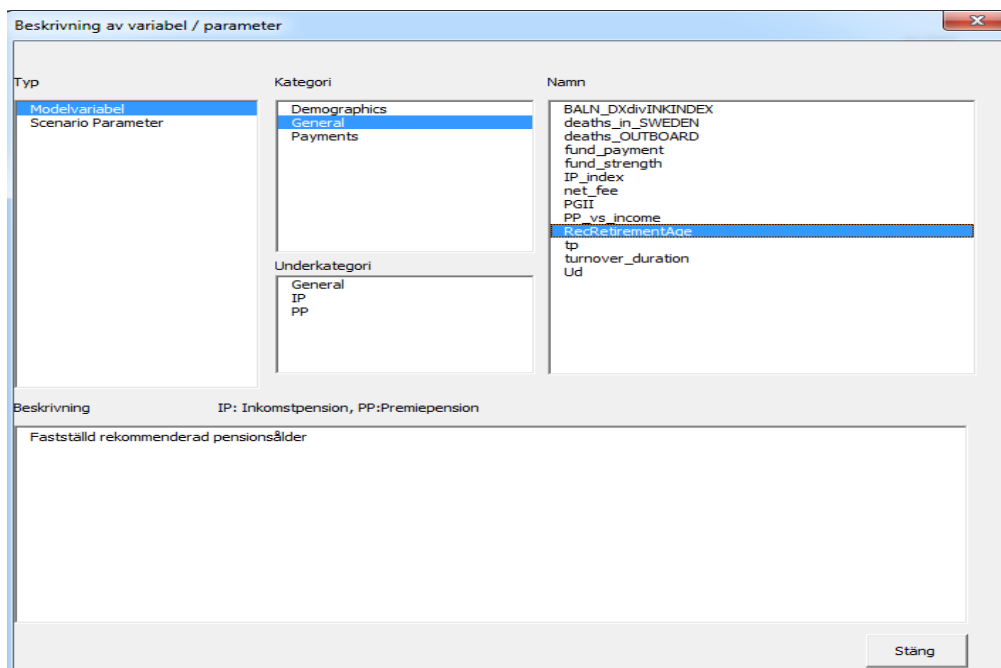 Beskrivning av variabel / parameter
Typ
Modelvariabel
Scenario Parameter
Kategori
Demographics
General
Payments
Underkategori
General
IP
PP
Namn
BALN_DXdivINKINDEX
deaths_in_SWEDEN
deaths_OUTBOARD
fund_payment
fund_strength
IP_index
net_fee
PGII
PP_vs_income
RecRetirementAge
tp
turnover_duration
Ud
Beskrivning IP: Inkomstpension, PP:Premiepension
Fastställd rekommenderad pensionsålder
Stäng